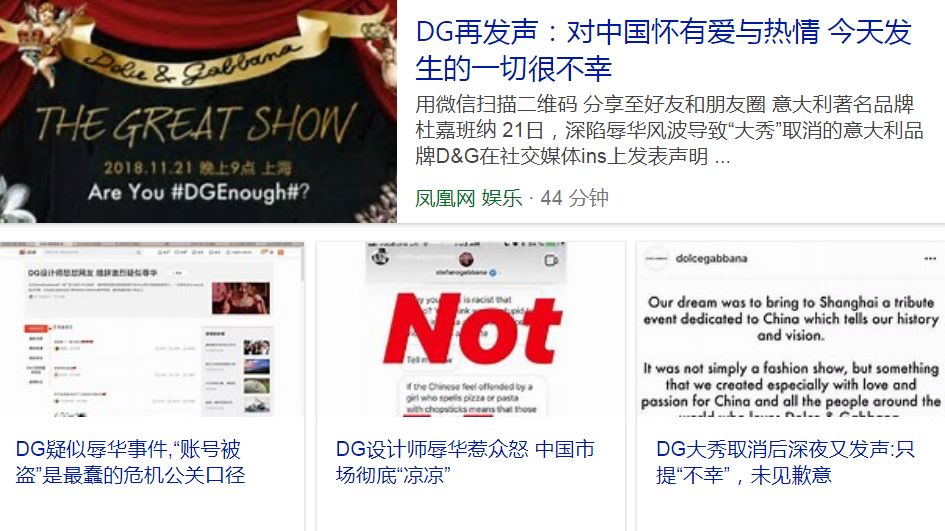 Dolce & Gabbana
THE GREAT SHOW
2018.11.21 晚上9点 上海
Are You #DGEnough#?
DG再发声：对中国怀有爱与热情 今天发
生的一切很不幸
用微信扫描二维码 分享至好友和朋友圈 意大利著名品牌
杜嘉班纳 21日，深陷辱华风波导致“大秀”取消的意大利品
牌D&G在社交媒体ins上发表声明 ...
凤凰网 娱乐 · 44 分钟
DG设计师怒怼网友 措辞激烈疑似辱华
DG疑似辱华事件,“账号被
盗”是最蠢的危机公关口径
stefanogabbana
Not
Tell me
if the Chinese feel offended by a
girl who spells pizza or pasta
with chopsticks means that those
DG设计师辱华惹众怒 中国市
场彻底“凉凉”
dolcegabbana
Our dream was to bring to Shanghai a tribute
event dedicated to China which tells our history
and vision.
It was not simply a fashion show, but something
that we created especially with love and
passion for China and all the people around the
world who loves Dolce & Gabbana
DG大秀取消后深夜又发声:只
提“不幸”，未见歉意